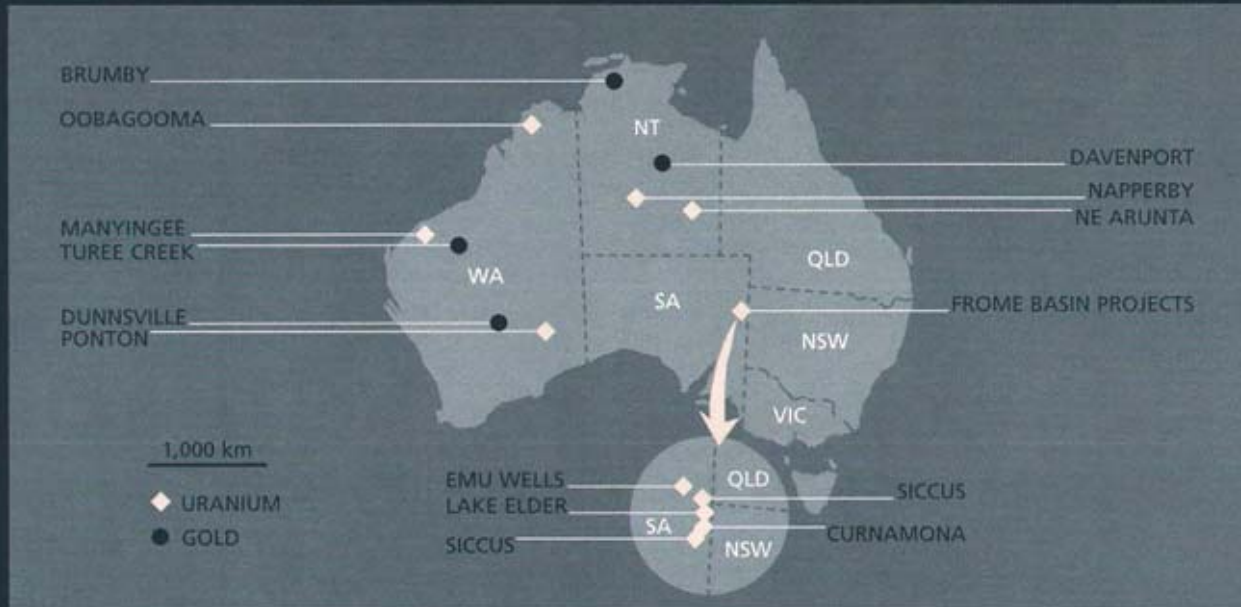 BRUMBY
OOBAGOOMA
NT
DAVENPORT
NAPPERBY
NE ARUNTA
MANYINGEE
TUREE CREEK
WA
QLD
SA
FROME BASIN PROJECTS
DUNNSVILLE
PONTON
NSW
VIC
1,000 km
URANIUM
GOLD
EMU WELLS
LAKE ELDER
SICCUS
QLD
SICCUS
SA
NSW
CURNAMONA